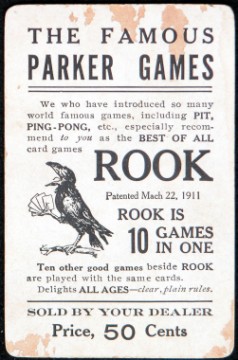 THE FAMOUS
PARKER GAMES
We who have introduced so many
world famous games, including PIT,
PING-PONG, etc., especially recom-
mend to you as the BEST OF ALL
card games
ROOK
Patented Mach 22, 1911
ROOK IS
10 GAMES
IN ONE
Ten other good games beside ROOK
are played with the same cards.
Delights ALL AGES—clear, plain rules.
SOLD BY YOUR DEALER
Price, 50 Cents